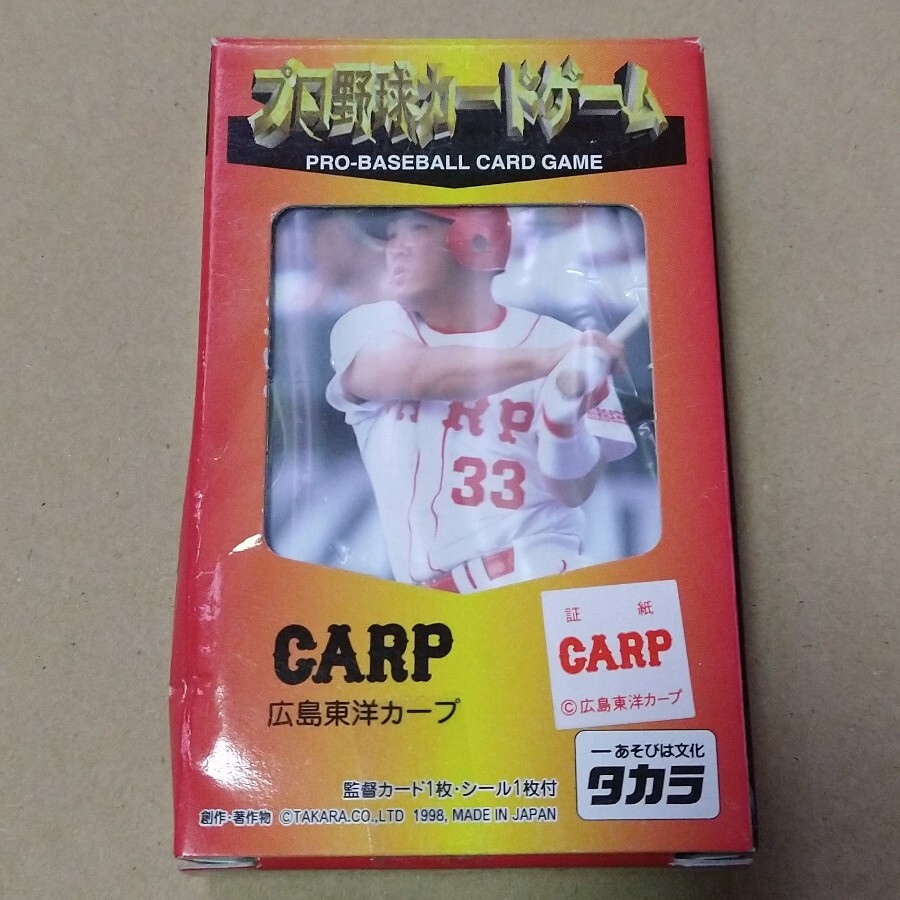 プロ野球カードゲーム
PRO-BASEBALL CARD GAME
CARP
33
CARP
広島東洋カープ
証 紙
CARP
©広島東洋カープ
監督カード1枚・シール1枚付
創作・著作物 ©TAKARA.CO.,LTD 1998, MADE IN JAPAN
ーあそびは文化
タカラ